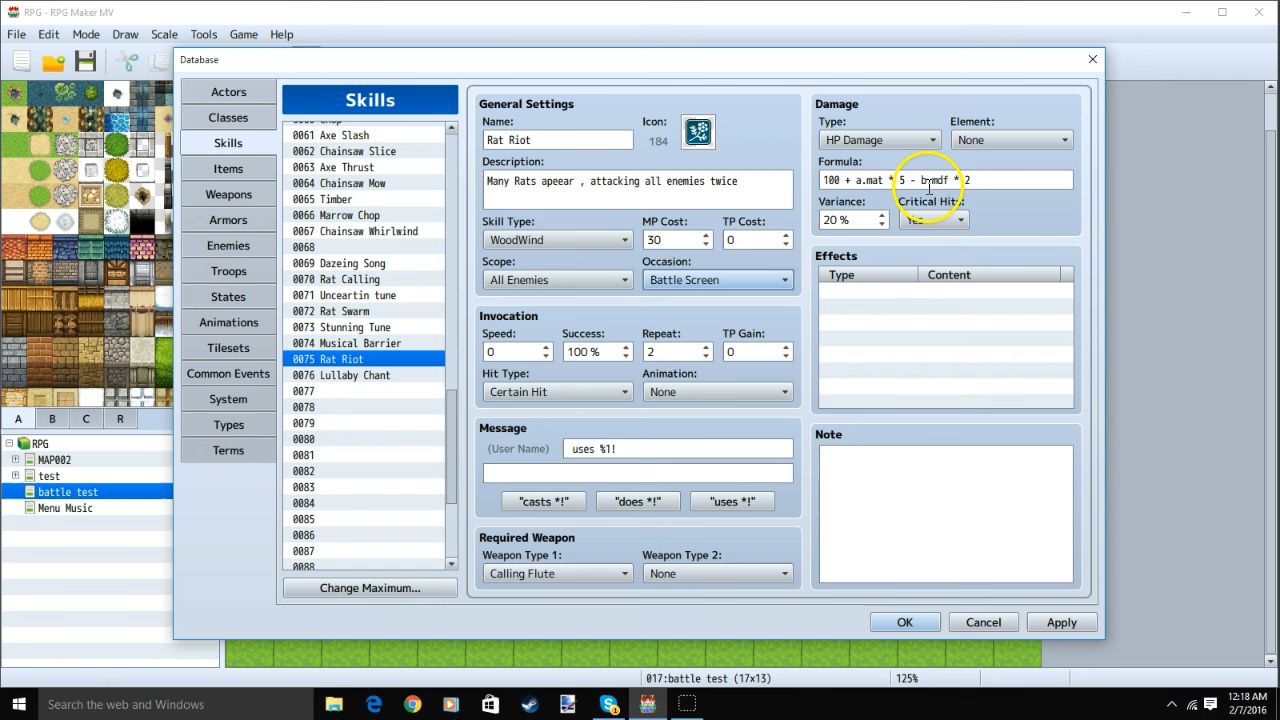 RPG - RPG Maker MV
File Edit Mode Draw Scale Tools Game Help
Database
Actors
Classes
Skills
Items
Weapons
Armors
Enemies
Troops
States
Animations
Tilesets
Common Events
System
Types
Terms
Skills
0061 Axe Slash
0062 Chainsaw Slice
0063 Axe Thrust
0064 Chainsaw Mow
0065 Timber
0066 Marrow Chop
0067 Chainsaw Whirlwind
0068
0069 Dazeing Song
0070 Rat Calling
0071 Unceartin tune
0072 Rat Swarm
0073 Stunning Tune
0074 Musical Barrier
0075 Rat Riot
0076 Lullaby Chant
0077
0078
0079
0080
0081
0082
0083
0084
0085
0086
0087
0088
Change Maximum...
General Settings
Name: Icon:
Rat Riot 184
Description:
Many Rats apeear , attacking all enemies twice
Skill Type: MP Cost: TP Cost:
WoodWind 30 0
Scope: Occasion:
All Enemies Battle Screen
Invocation
Speed: Success: Repeat: TP Gain:
0 100 % 2 0
Hit Type: Animation:
Certain Hit None
Message
(User Name) uses %1!
"casts *!" "does *!" "uses *!"
Required Weapon
Weapon Type 1: Weapon Type 2:
Calling Flute None
Damage
Type: Element:
HP Damage None
Formula:
100 + a.mat * 5 - b.mdf * 2
Variance: Critical Hits:
20 % Yes
Effects
Type Content
Note
OK Cancel Apply
A B C R
RPG
MAP002
test
battle test
Menu Music
017:battle test (17x13) 125%
Search the web and Windows
12:18 AM
2/7/2016